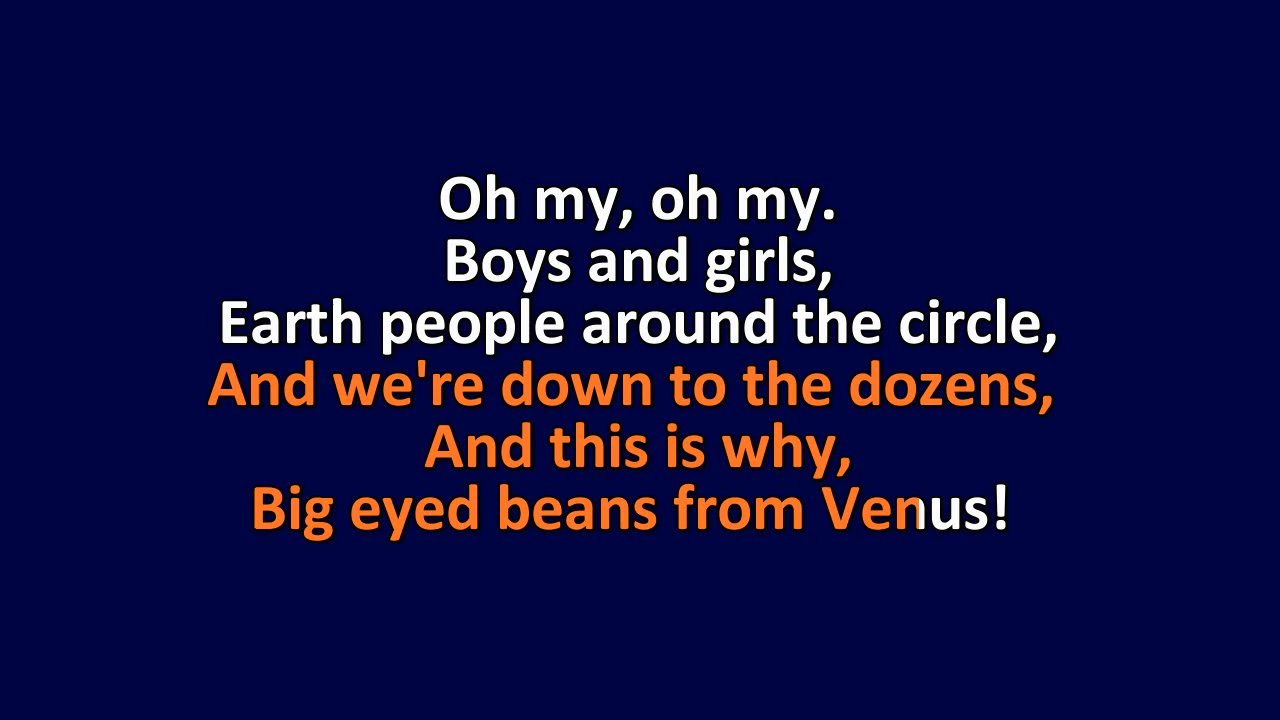 Oh my, oh my.
Boys and girls,
Earth people around the circle,
And we're down to the dozens,
And this is why,
Big eyed beans from Venus!